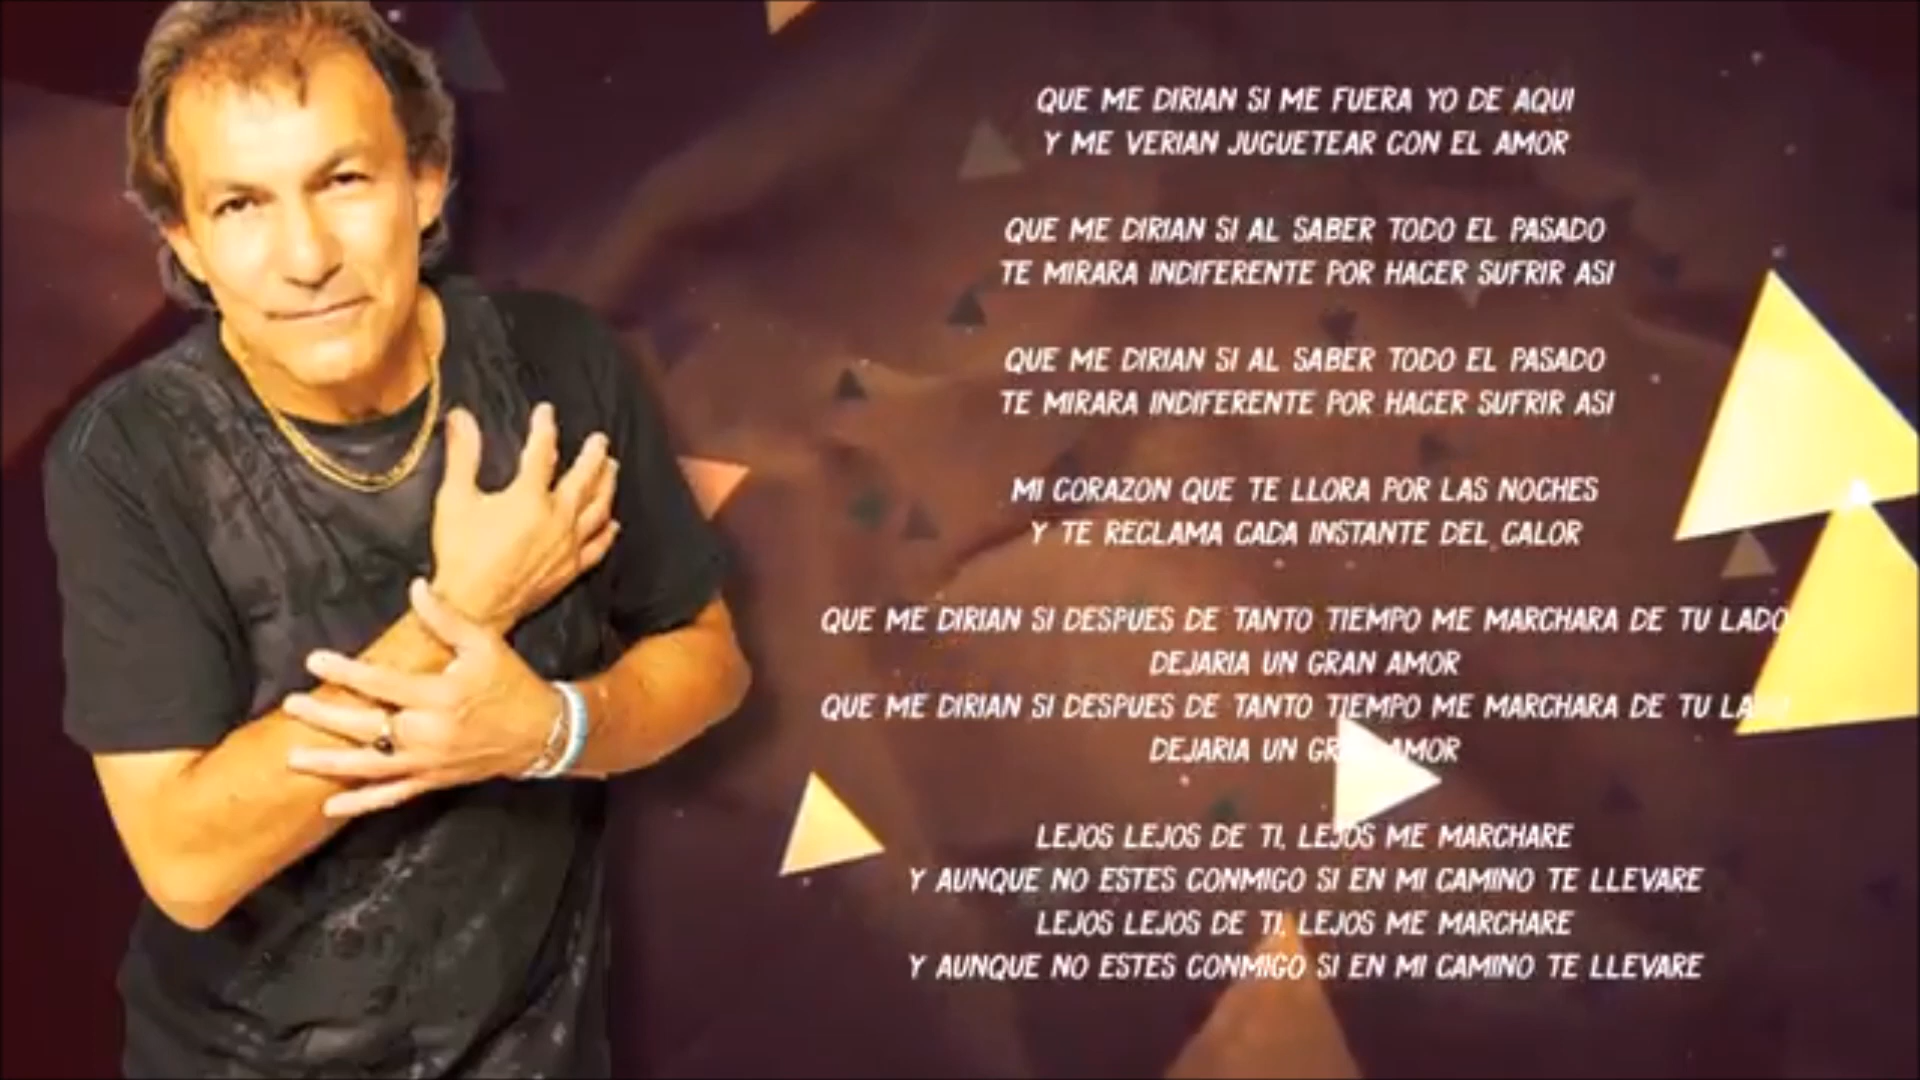 QUE ME DIRIAN SI ME FUERA YO DE AQUI
Y ME VERIAN JUGUETEAR CON EL AMOR
QUE ME DIRIAN SI AL SABER TODO EL PASADO
TE MIRARA INDIFERENTE POR HACER SUFRIR ASI
QUE ME DIRIAN SI AL SABER TODO EL PASADO
TE MIRARA INDIFERENTE POR HACER SUFRIR ASI
MI CORAZON QUE TE LLORA POR LAS NOCHES
Y TE RECLAMA CADA INSTANTE DEL CALOR
QUE ME DIRIAN SI DESPUES DE TANTO TIEMPO ME MARCHARA DE TU LADO
DEJARIA UN GRAN AMOR
QUE ME DIRIAN SI DESPUES DE TANTO TIEMPO ME MARCHARA DE TU LADO
DEJARIA UN GRAN AMOR
LEJOS LEJOS DE TI, LEJOS ME MARCHARE
Y AUNQUE NO ESTES CONMIGO SI EN MI CAMINO TE LLEVARE
LEJOS LEJOS DE TI, LEJOS ME MARCHARE
Y AUNQUE NO ESTES CONMIGO SI EN MI CAMINO TE LLEVARE